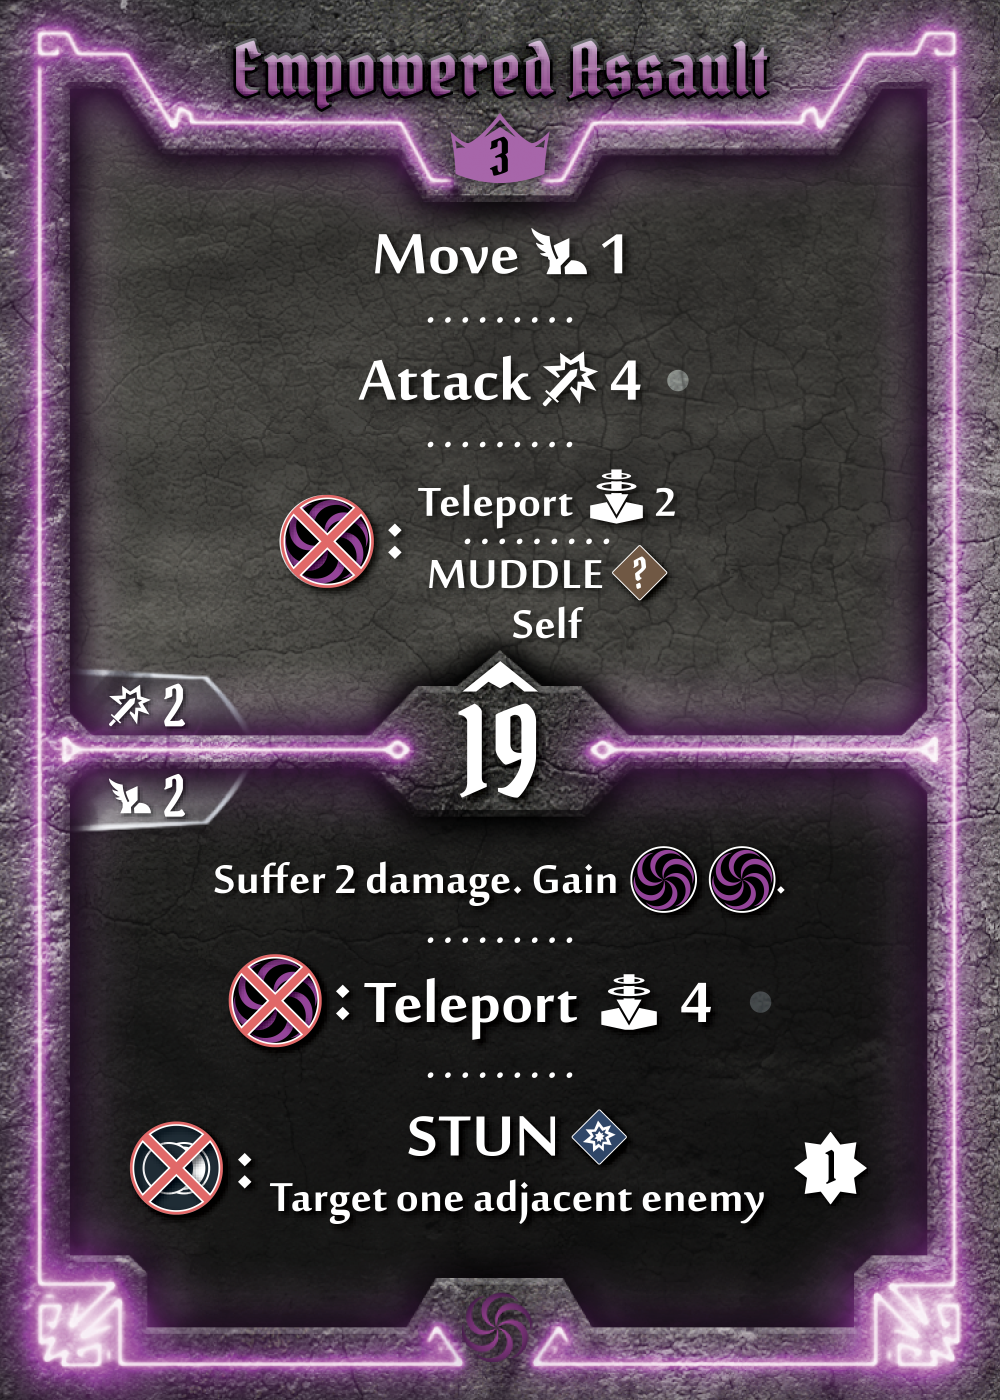 Empowered Assault
3
Move 1
Attack 4
Teleport 2
:
MUDDLE ?
Self
2
19
2
Suffer 2 damage. Gain .
: Teleport 4
STUN
: 1
Target one adjacent enemy